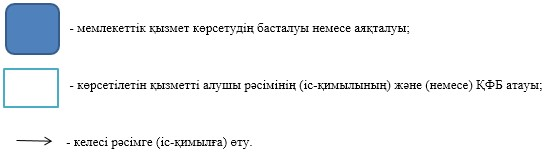 - мемлекеттік қызмет көрсетудің басталуы немесе аяқталуы;
- көрсетілетін қызметті алушы рәсімінің (іс-қимылының) және (немесе) ҚФБ атауы;
- келесі рәсімге (іс-қимылға) өту.